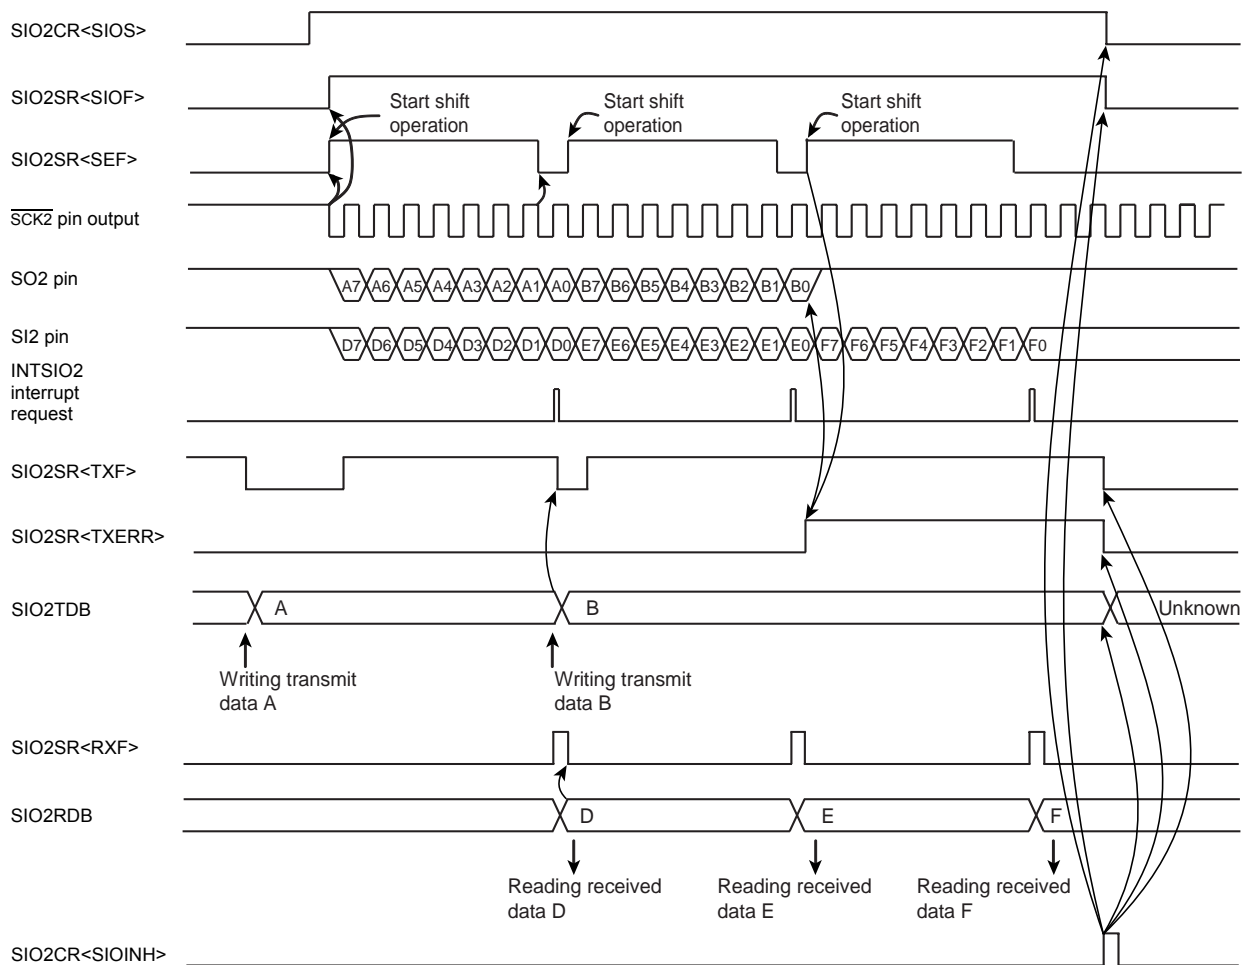 SIO2CR<SIOS>
SIO2SR<SIOF>
Start shift
operation
Start shift
operation
Start shift
operation
SIO2SR<SEF>
SCK2 pin output
SO2 pin
A7 A6 A5 A4 A3 A2 A1 A0 B7 B6 B5 B4 B3 B2 B1 B0
SI2 pin
D7 D6 D5 D4 D3 D2 D1 D0 E7 E6 E5 E4 E3 E2 E1 E0 F7 F6 F5 F4 F3 F2 F1 F0
INTSIO2
interrupt
request
SIO2SR<TXF>
SIO2SR<TXERR>
SIO2TDB
A B Unknown
Writing transmit
data A
Writing transmit
data B
SIO2SR<RXF>
SIO2RDB
D E F
Reading received
data D
Reading received
data E
Reading received
data F
SIO2CR<SIOINH>